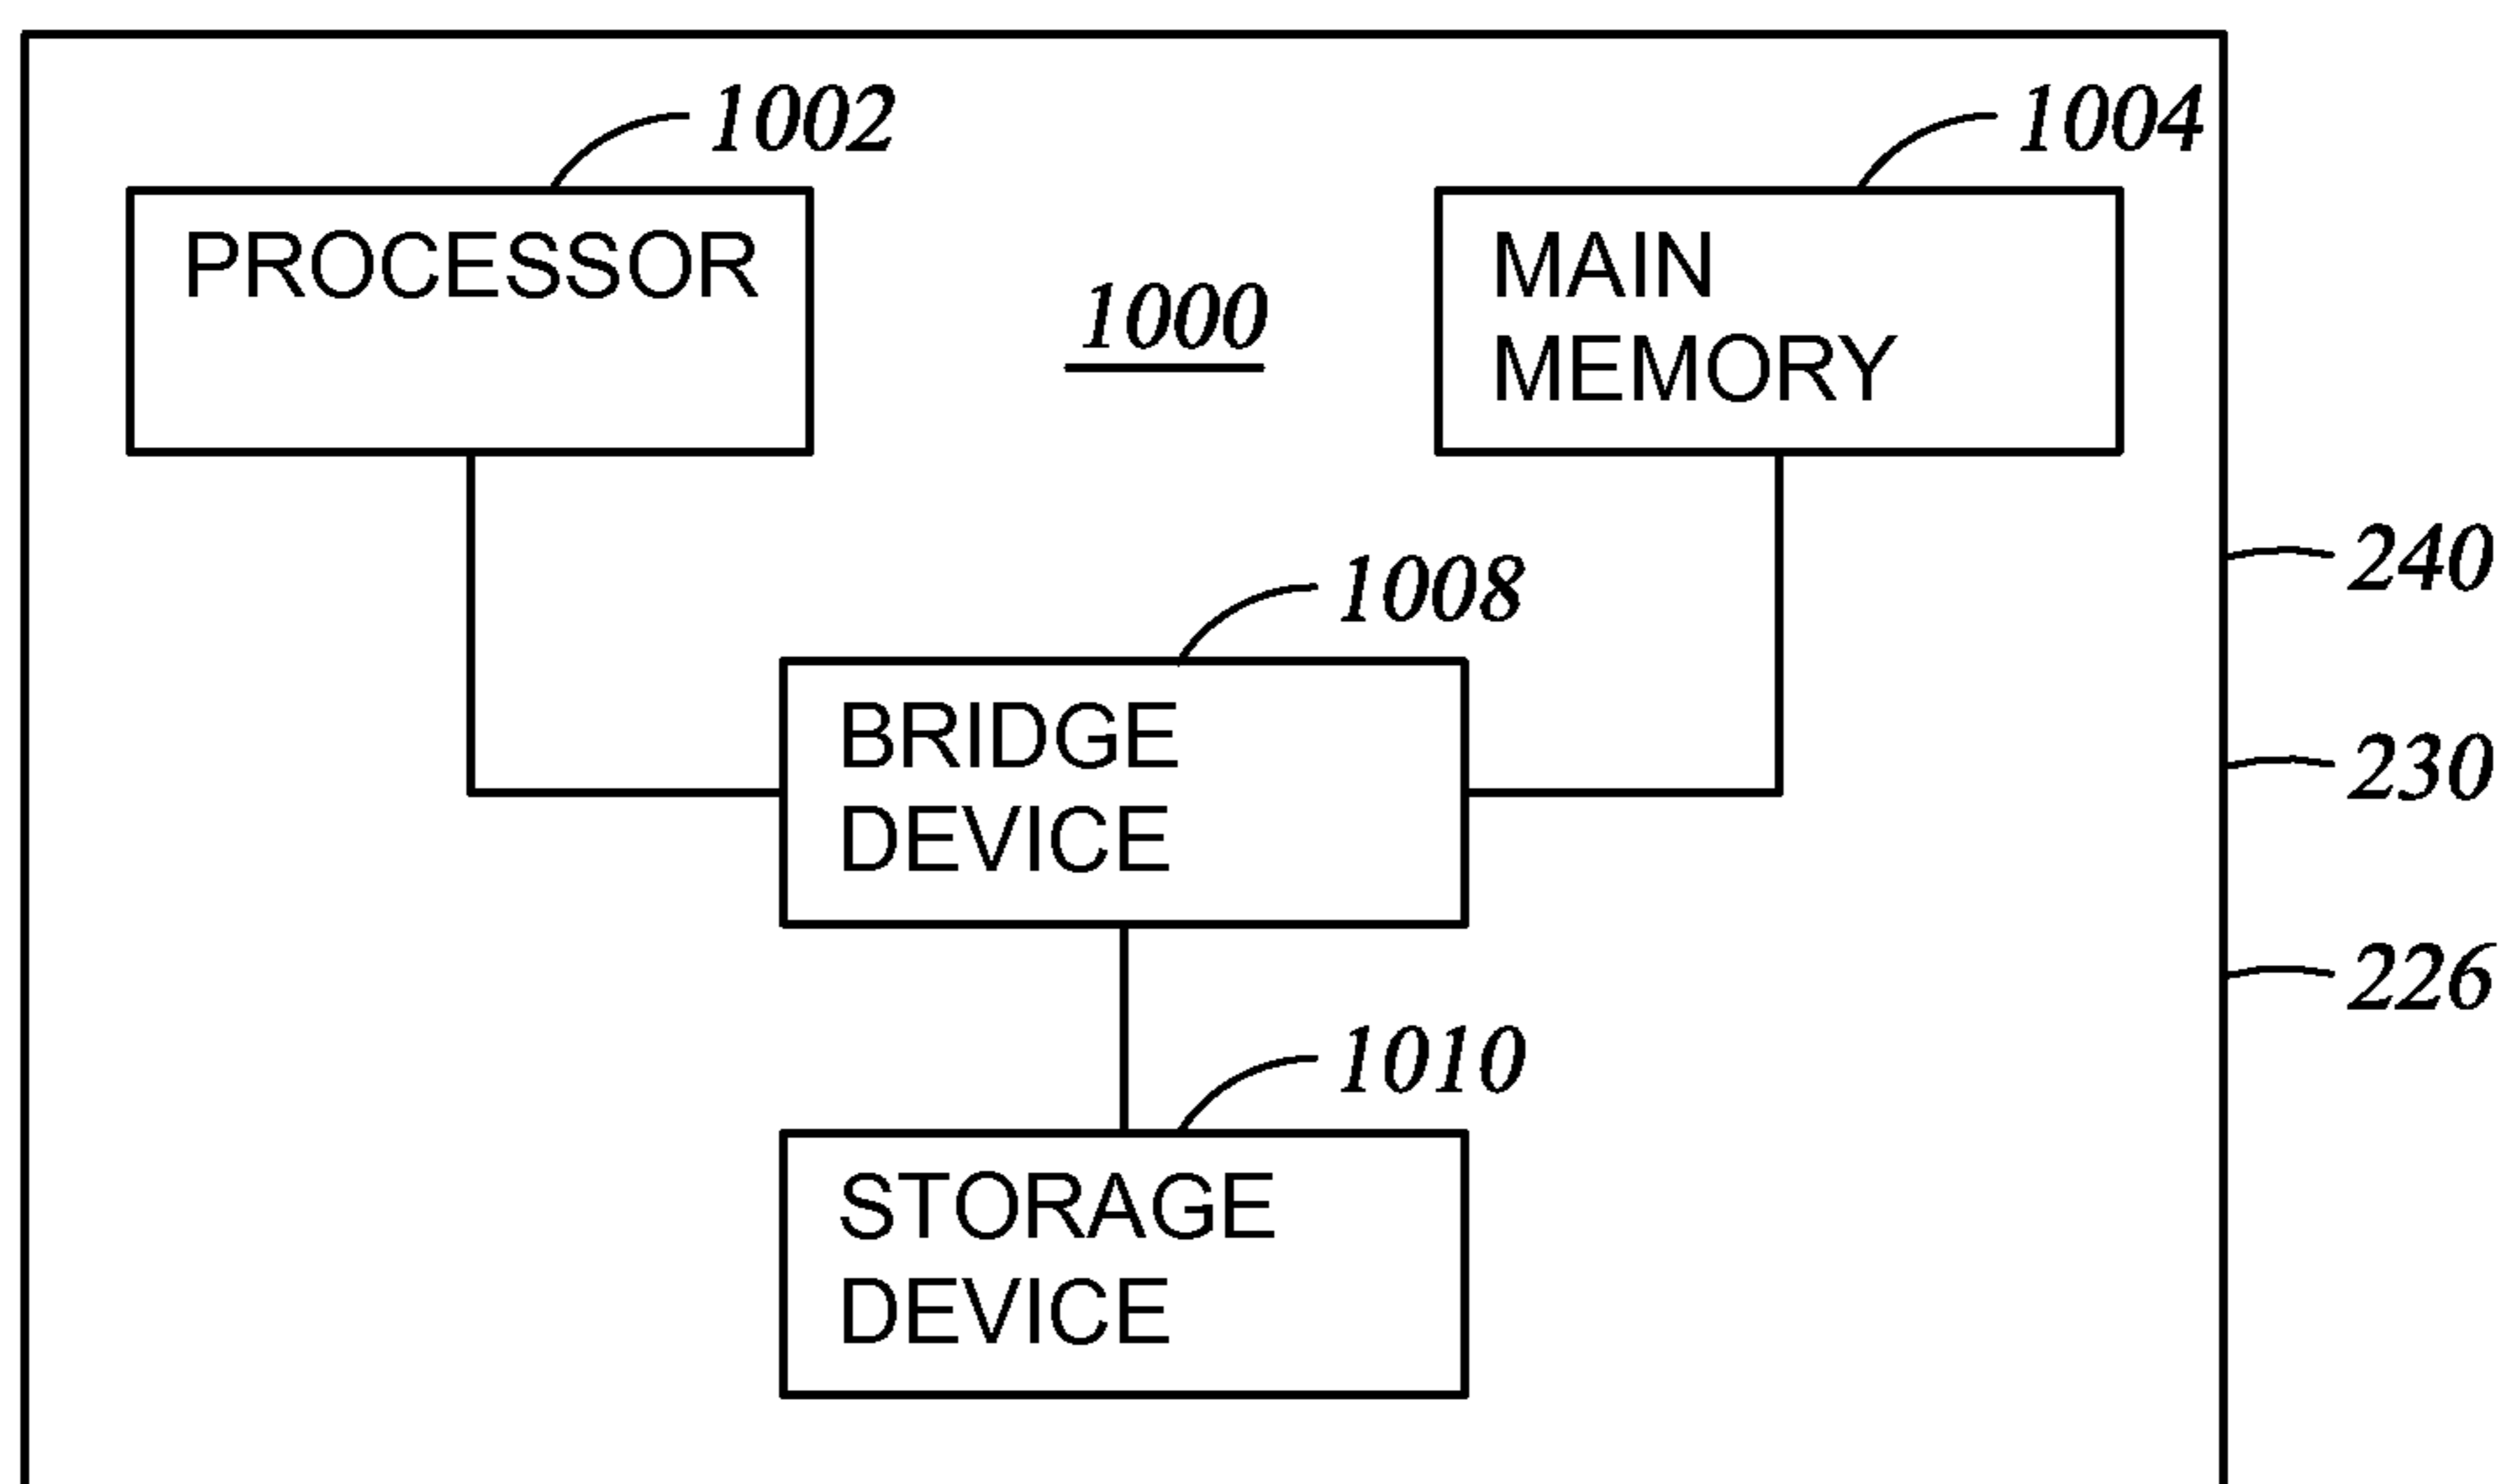 1002
1004
PROCESSOR
MAIN
MEMORY
1000
240
1008
BRIDGE
DEVICE
230
226
1010
STORAGE
DEVICE